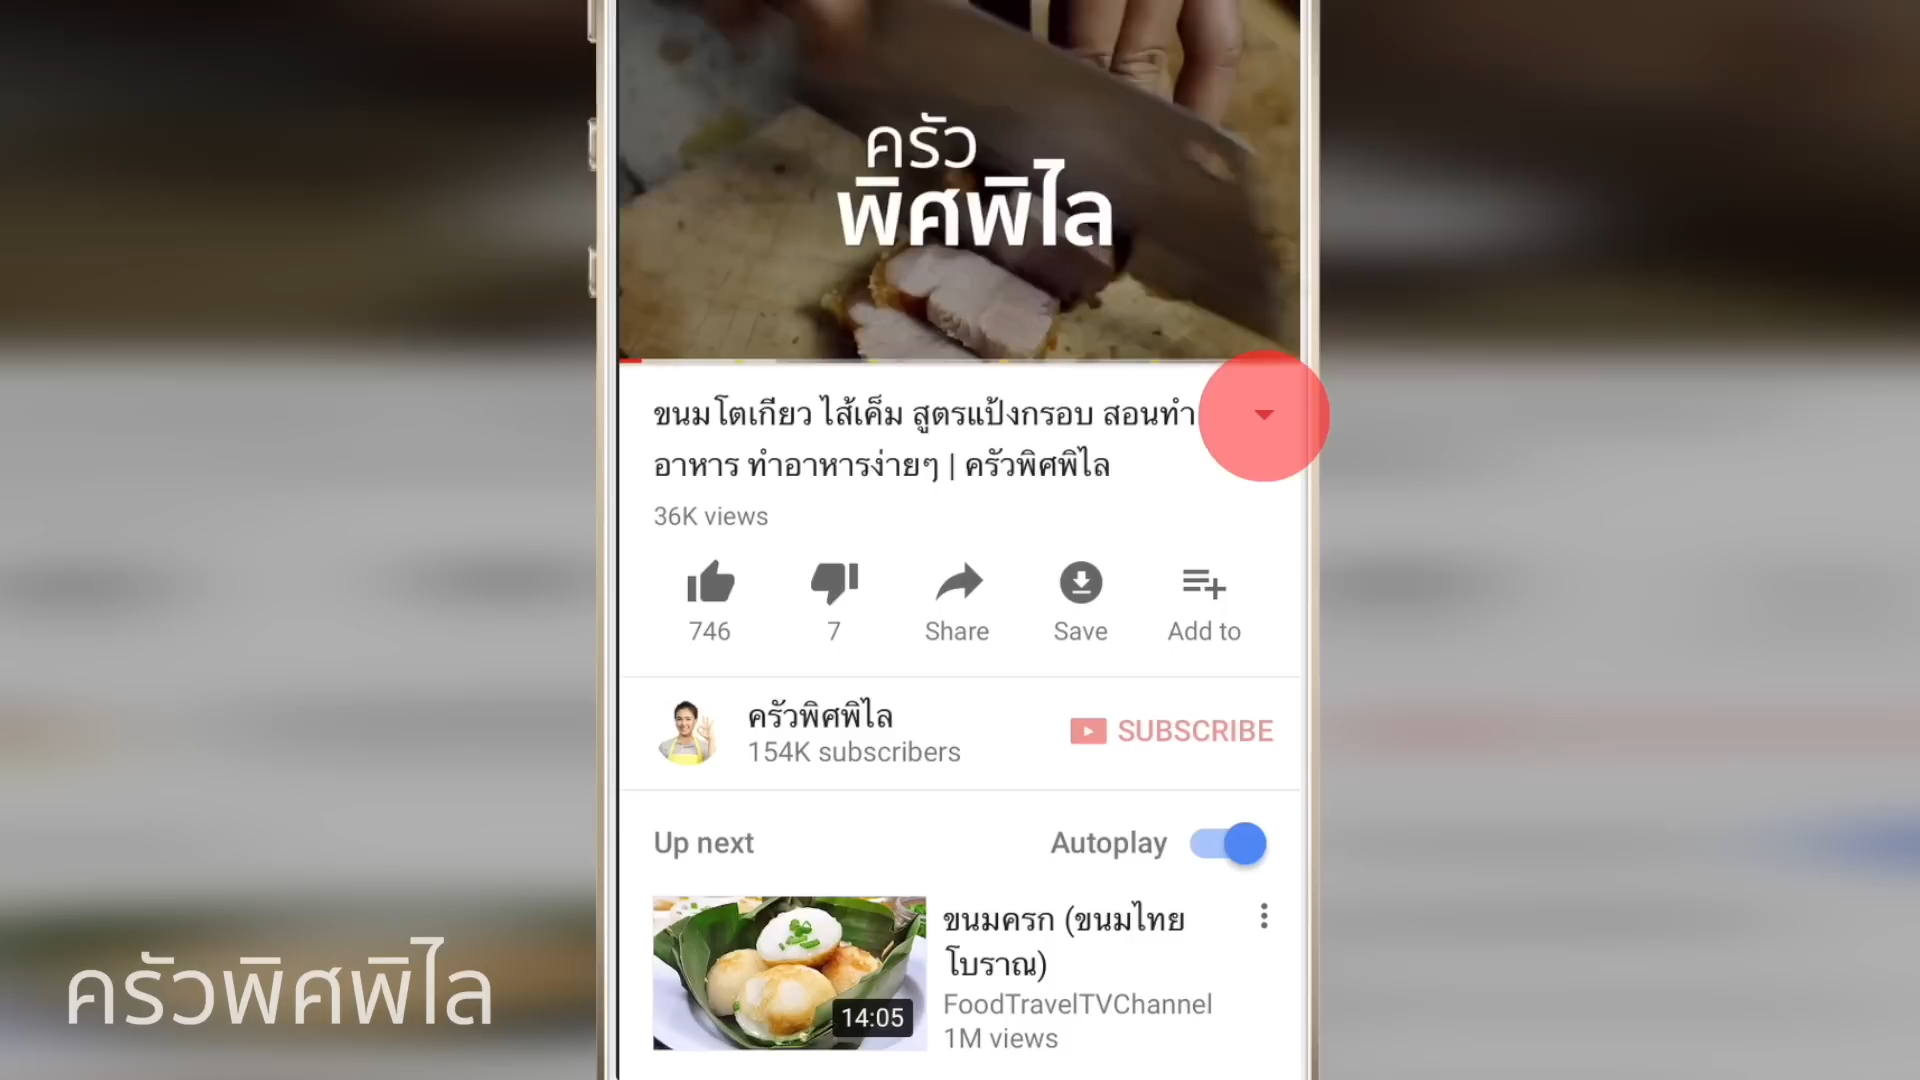 ครัว
พิศพิไล
ขนมโตเกียว ไส้เค็ม สูตรแป้งกรอบ สอนทำ
อาหาร ทำอาหารง่ายๆ | ครัวพิศพิไล
36K views
746
7
Share
Save
Add to
ครัวพิศพิไล
154K subscribers
SUBSCRIBE
Up next
Autoplay
ขนมครก (ขนมไทย
โบราณ)
FoodTravelTVChannel
1M views
14:05
ครัวพิศพิไล